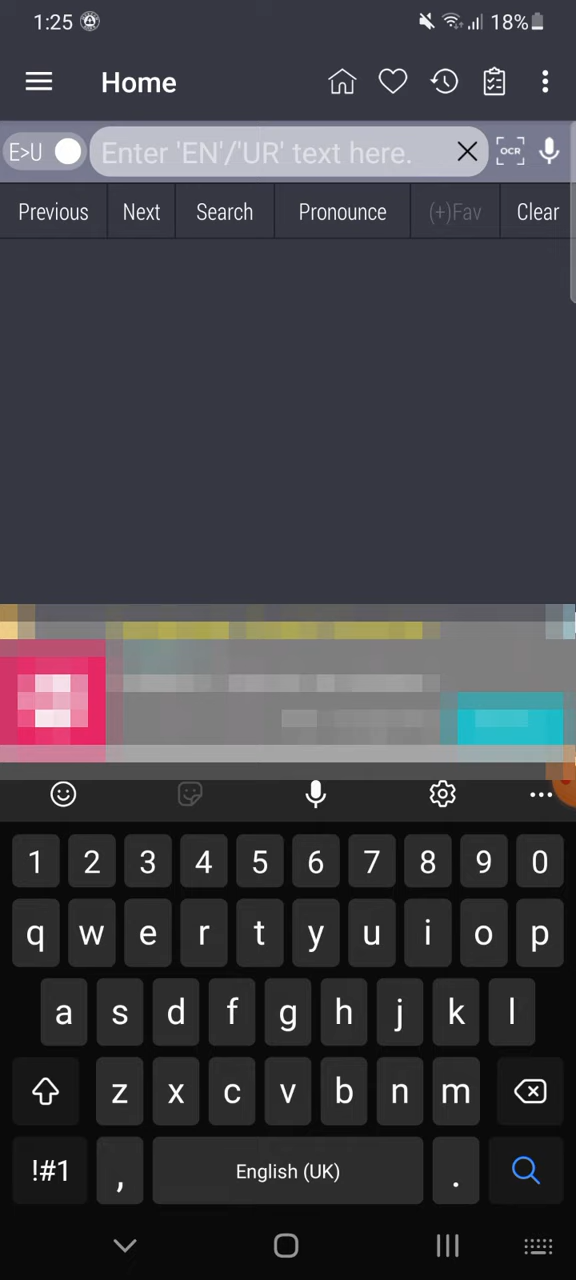 1:25 18%
Home
E>U Enter 'EN'/'UR' text here. OCR
Previous Next Search Pronounce (+)Fav Clear
1 2 3 4 5 6 7 8 9 0
q w e r t y u i o p
a s d f g h j k l
z x c v b n m
!#1 , English (UK) .